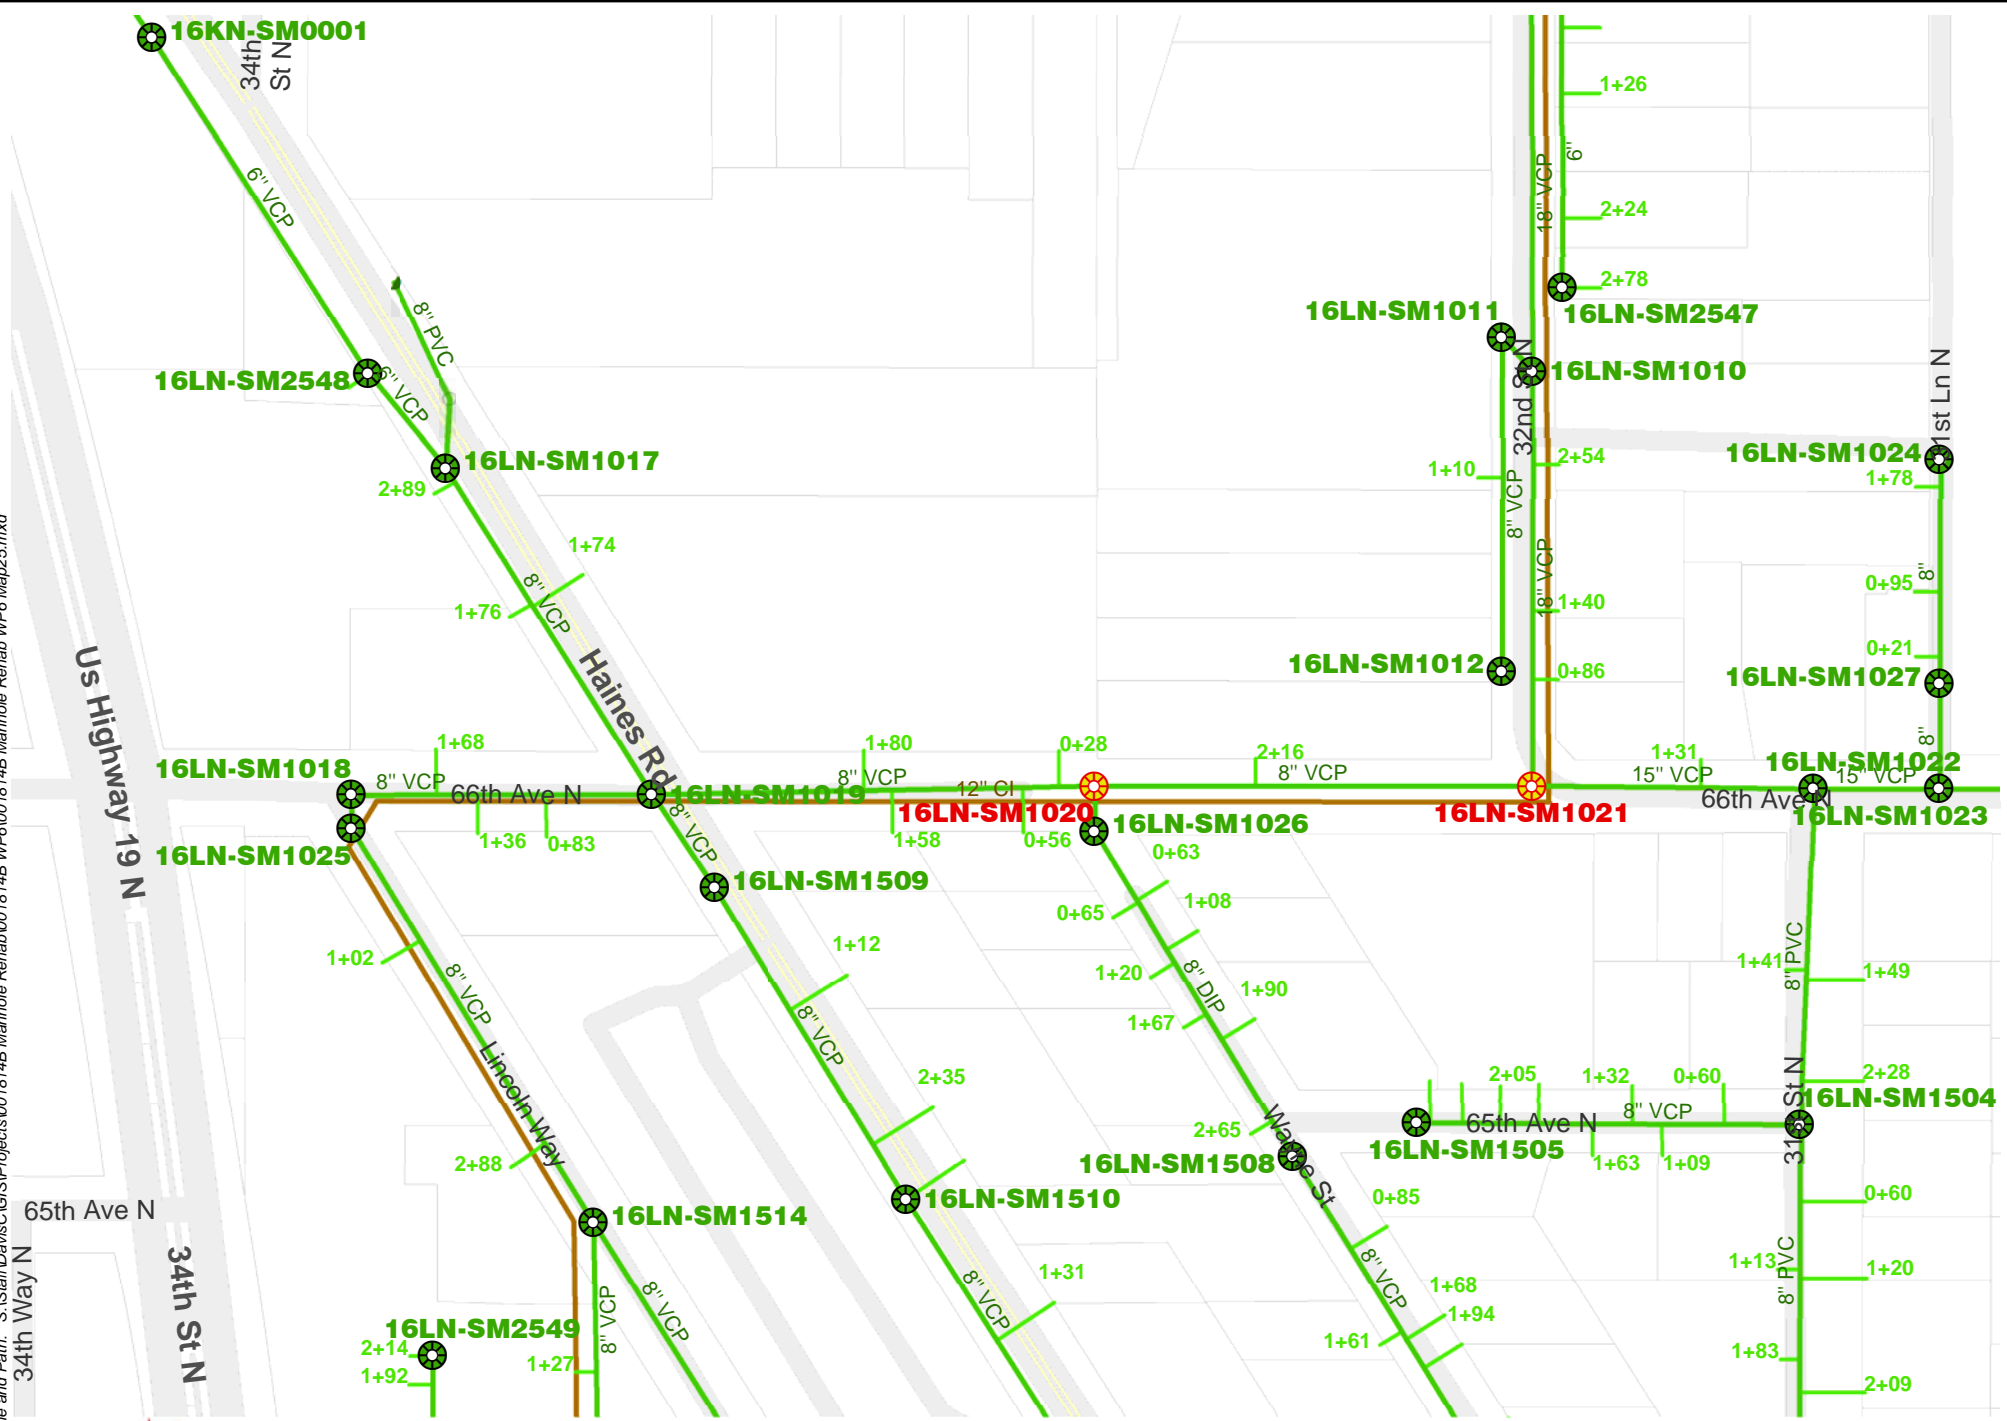 16KN-SM0001
34th
St N
1+26
6"
18" VCP
6" VCP
2+24
2+78
8" PVC
16LN-SM1011
16LN-SM2547
16LN-SM2548
6" VCP
16LN-SM1010
32nd St N
16LN-SM1017
2+89
1+10
2+54
8" VCP
16LN-SM1024
1+78
1+74
1+76
8" VCP
18" VCP
1+40
0+95
8"
Haines Rd
16LN-SM1012
0+86
0+21
16LN-SM1027
8"
Us Highway 19 N
1+68
1+80
0+28
2+16
1+31
16LN-SM1018
8" VCP
8" VCP
8" VCP
15" VCP
16LN-SM1022
15" VCP
66th Ave N
16LN-SM1019
12" CI
66th Ave N
16LN-SM1020
16LN-SM1021
16LN-SM1023
16LN-SM1026
8" VCP
1+36
0+83
1+58
0+56
0+63
16LN-SM1025
16LN-SM1509
0+65
1+08
1+02
8" VCP
1+12
1+20
8" DIP
1+90
1+41
8" PVC
1+49
8" VCP
1+67
Lincoln Way
2+35
2+05
1+32
0+60
2+28
16LN-SM1504
8" VCP
65th Ave N
2+65
2+88
16LN-SM1508
16LN-SM1505
1+63
1+09
16LN-SM1510
0+85
0+60
65th Ave N
16LN-SM1514
34th Way N
34th St N
8" VCP
8" VCP
8" VCP
1+31
8" VCP
1+68
1+94
1+61
1+13
8" PVC
1+20
16LN-SM2549
2+14
1+92
1+27
1+83
2+09